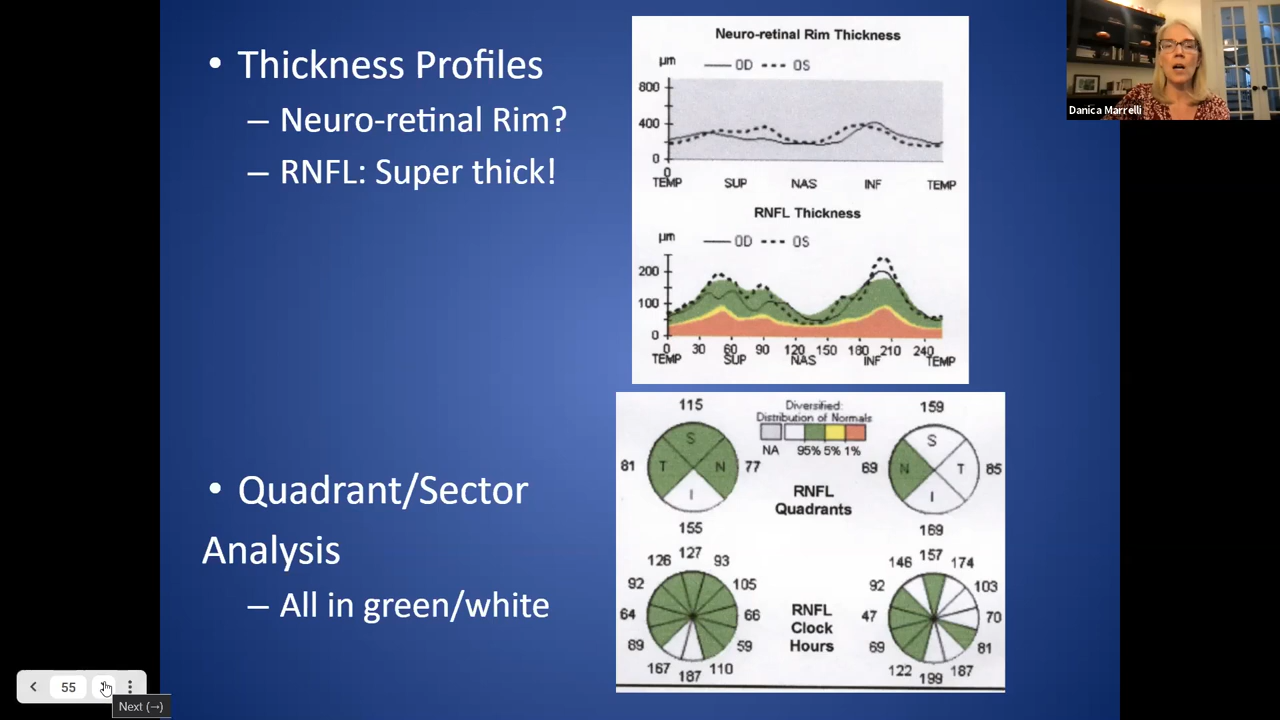 • Thickness Profiles
– Neuro-retinal Rim?
– RNFL: Super thick!
• Quadrant/Sector
Analysis
– All in green/white
Neuro-retinal Rim Thickness
µm OD OS
800
400
0
0
TEMP SUP NAS INF TEMP
RNFL Thickness
µm OD OS
200
100
0
0 30 60 90 120 150 180 210 240
TEMP SUP NAS INF TEMP
Diversified:
Distribution of Normals
NA 95% 5% 1%
115
S
81 T N 77
I
155
RNFL
Quadrants
159
S
69 N T 85
I
169
126 127 93
92 105
64 66
89 59
167 187 110
RNFL
Clock
Hours
146 157 174
92 103
47 70
69 81
122 199 187
Danica Marrelli
55
Next (→)